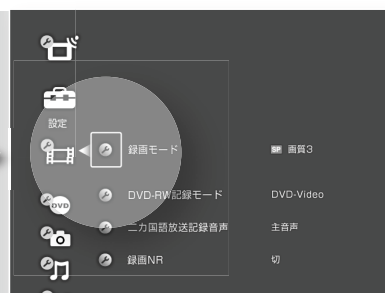 設定
録画モード SP 画質3
DVD
DVD-RW記録モード DVD-Video
二カ国語放送記録音声 主音声
録画NR 切